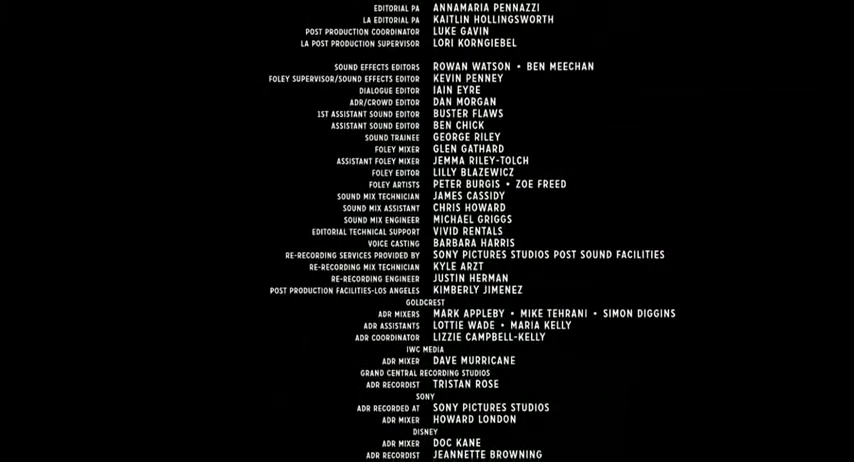 EDITORIAL PA ANNAMARIA PENNAZZI
LA EDITORIAL PA KAITLIN HOLLINGSWORTH
POST PRODUCTION COORDINATOR LUKE GAVIN
LA POST PRODUCTION SUPERVISOR LORI KORNGIEBEL
SOUND EFFECTS EDITORS ROWAN WATSON • BEN MEECHAN
FOLEY SUPERVISOR/SOUND EFFECTS EDITOR KEVIN PENNEY
DIALOGUE EDITOR IAIN EYRE
ADR/CROWD EDITOR DAN MORGAN
1ST ASSISTANT SOUND EDITOR BUSTER FLAWS
ASSISTANT SOUND EDITOR BEN CHICK
SOUND TRAINEE GEORGE RILEY
FOLEY MIXER GLEN GATHARD
ASSISTANT FOLEY MIXER JEMMA RILEY-TOLCH
FOLEY EDITOR LILLY BLAZEWICZ
FOLEY ARTISTS PETER BURGIS • ZOE FREED
SOUND MIX TECHNICIAN JAMES CASSIDY
SOUND MIX ASSISTANT CHRIS HOWARD
SOUND MIX ENGINEER MICHAEL GRIGGS
EDITORIAL TECHNICAL SUPPORT VIVID RENTALS
VOICE CASTING BARBARA HARRIS
RE-RECORDING SERVICES PROVIDED BY SONY PICTURES STUDIOS POST SOUND FACILITIES
RE-RECORDING MIX TECHNICIAN KYLE ARZT
RE-RECORDING ENGINEER JUSTIN HERMAN
POST PRODUCTION FACILITIES-LOS ANGELES KIMBERLY JIMENEZ
GOLDCREST
ADR MIXERS MARK APPLEBY • MIKE TEHRANI • SIMON DIGGINS
ADR ASSISTANTS LOTTIE WADE • MARIA KELLY
ADR COORDINATOR LIZZIE CAMPBELL-KELLY
IWC MEDIA
ADR MIXER DAVE MURRICANE
GRAND CENTRAL RECORDING STUDIOS
ADR RECORDIST TRISTAN ROSE
SONY
ADR RECORDED AT SONY PICTURES STUDIOS
ADR MIXER HOWARD LONDON
DISNEY
ADR MIXER DOC KANE
ADR RECORDIST JEANNETTE BROWNING